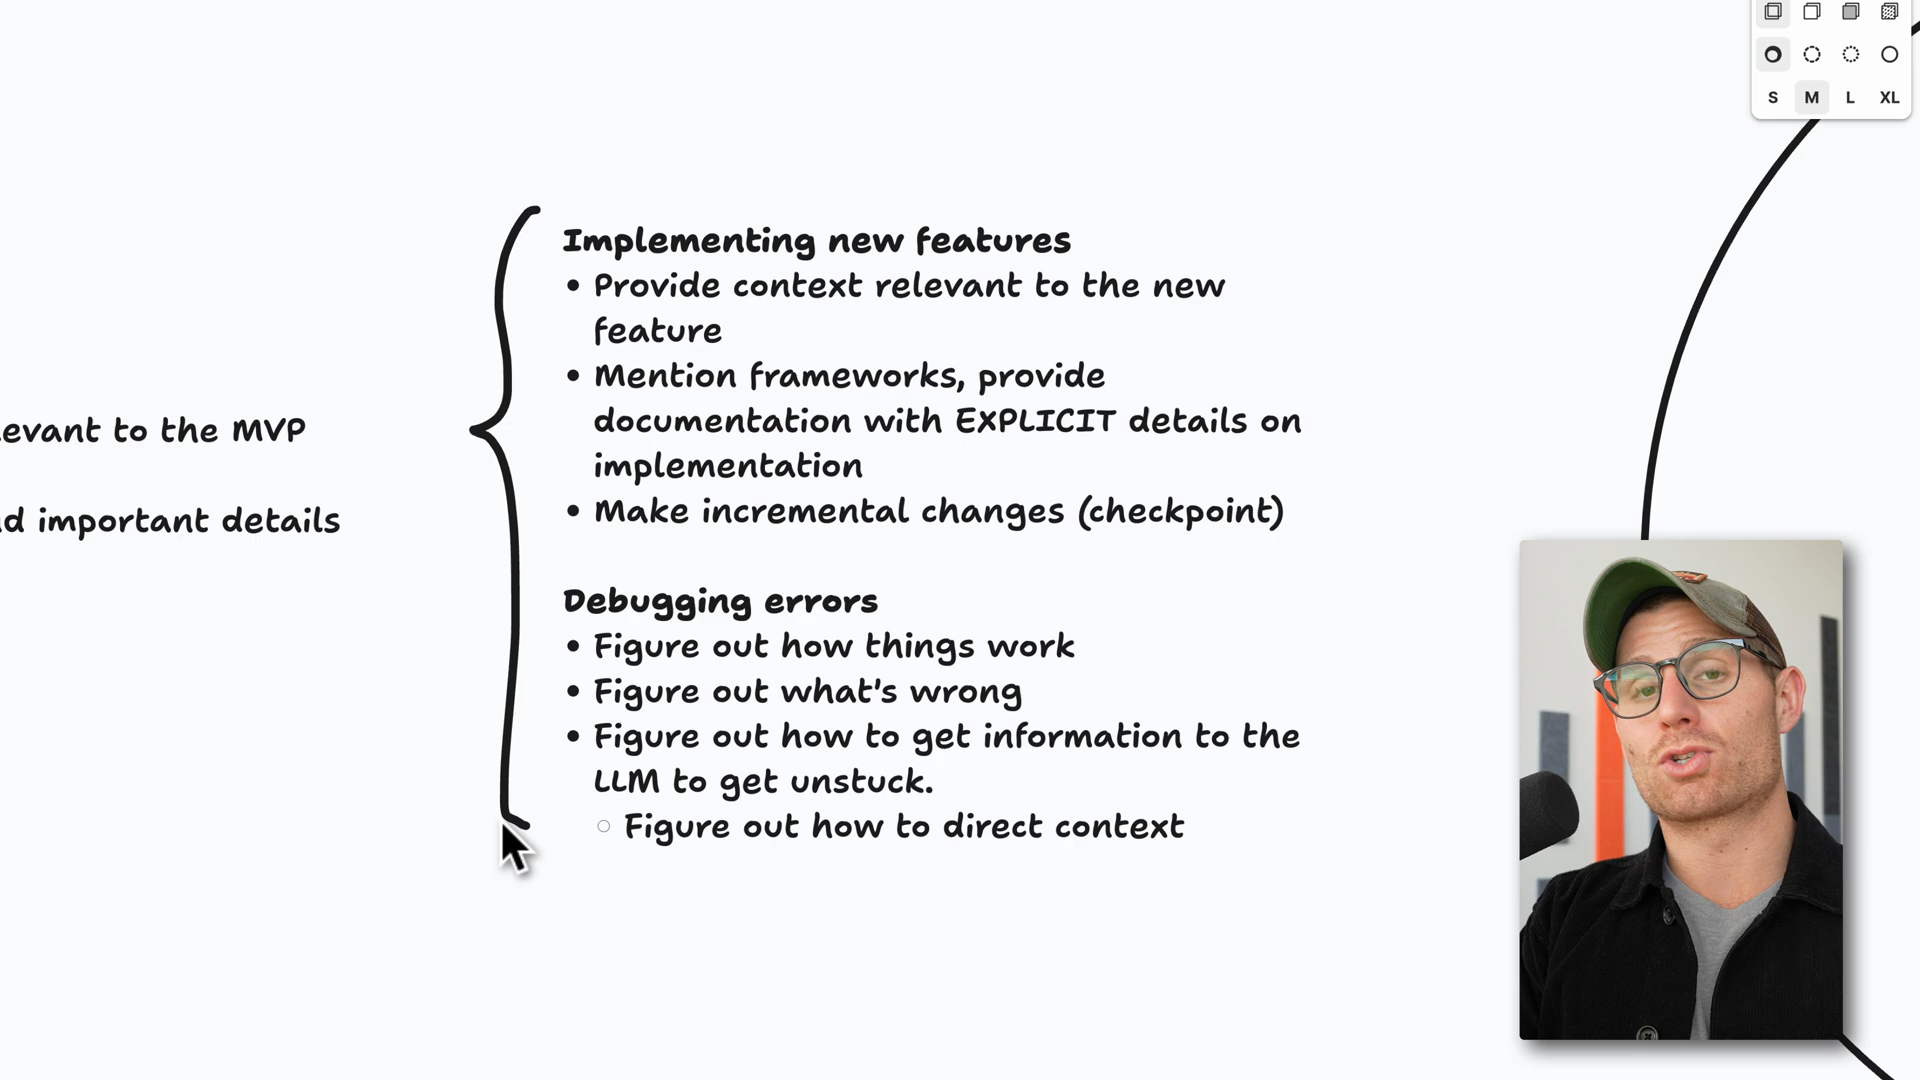 S M L XL
Implementing new features
• Provide context relevant to the new
feature
• Mention frameworks, provide
documentation with EXPLICIT details on
implementation
• Make incremental changes (checkpoint)
Debugging errors
• Figure out how things work
• Figure out what's wrong
• Figure out how to get information to the
LLM to get unstuck.
○ Figure out how to direct context
to the MVP
important details